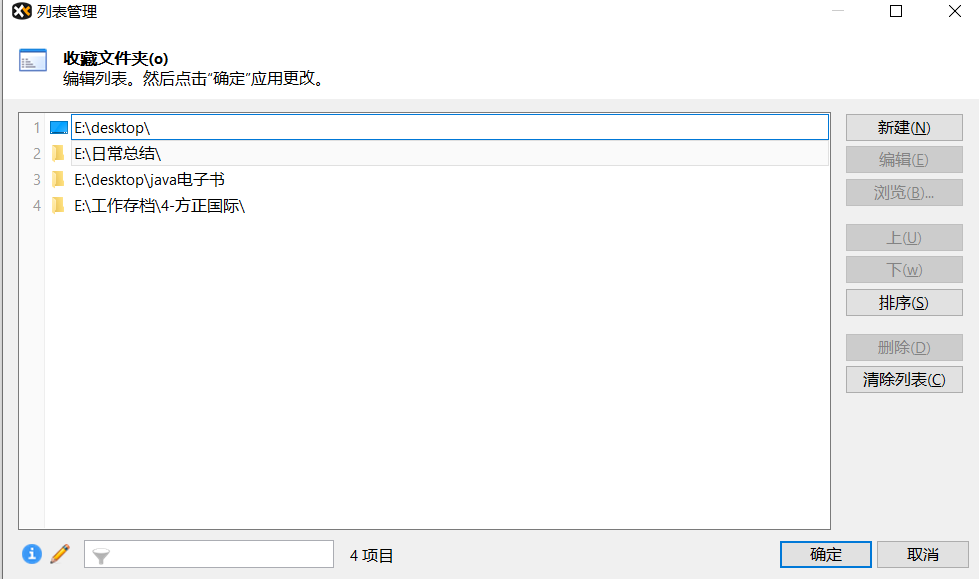 列表管理
收藏文件夹(o)
编辑列表。然后点击“确定”应用更改。
1 E:\desktop\
2 E:\日常总结\
3 E:\desktop\java电子书
4 E:\工作存档\4-方正国际\
新建(N)
编辑(E)
浏览(B)...
上(U)
下(w)
排序(S)
删除(D)
清除列表(C)
4 项目
确定
取消